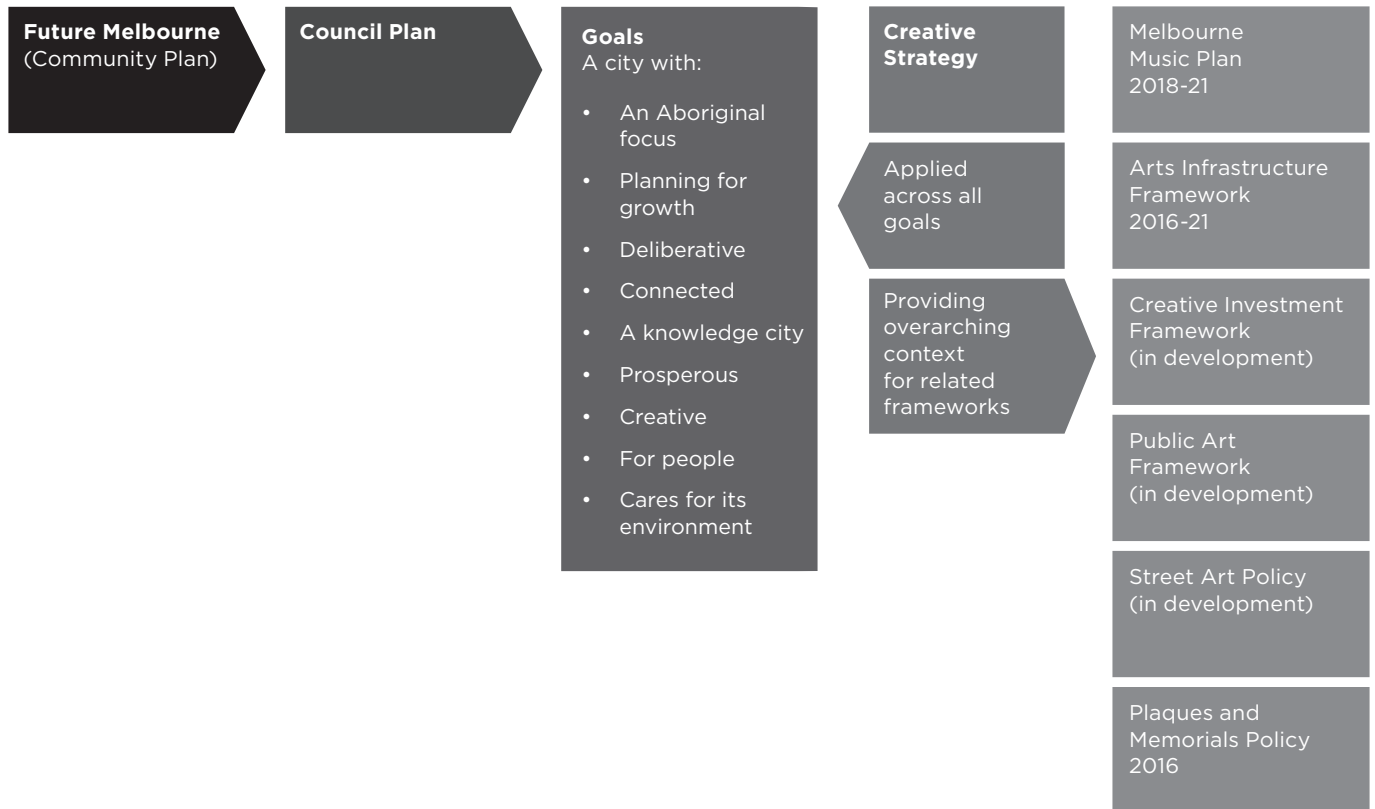 Future Melbourne
(Community Plan)
Council Plan
Goals
A city with:
• An Aboriginal
focus
• Planning for
growth
• Deliberative
• Connected
• A knowledge city
• Prosperous
• Creative
• For people
• Cares for its
environment
Creative
Strategy
Applied
across all
goals
Providing
overarching
context
for related
frameworks
Melbourne
Music Plan
2018-21
Arts Infrastructure
Framework
2016-21
Creative Investment
Framework
(in development)
Public Art
Framework
(in development)
Street Art Policy
(in development)
Plaques and
Memorials Policy
2016